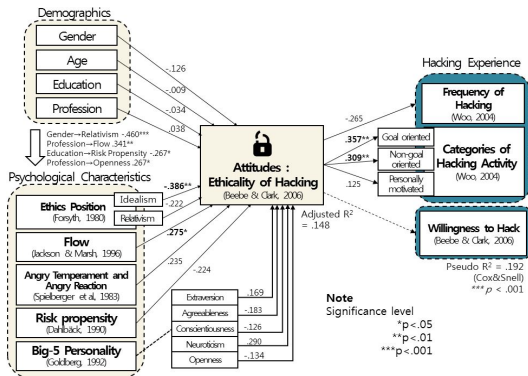 Demographics
Gender
Age
Education
Profession
-.126
-.009
-.034
.038
Gender→Relativism -.460***
Profession→Flow .341**
Education→Risk Propensity -.267*
Profession→Openness .267*
Psychological Characteristics
Ethics Position
(Forsyth, 1980)
Idealism
Relativism
Flow
(Jackson & Marsh, 1996)
Angry Temperament and
Angry Reaction
(Spielberger et al, 1983)
Risk propensity
(Dahlbäck, 1990)
Big-5 Personality
(Goldberg, 1992)
-.386**
-.222
.275*
.235
-.224
Extraversion
Agreeableness
Conscientiousness
Neuroticism
Openness
.169
-.183
-.126
.290
-.134
Attitudes :
Ethicality of Hacking
(Beebe & Clark, 2006)
Adjusted R²
= .148
-.265
.357**
.309**
.125
Goal oriented
Non-goal
oriented
Personally
motivated
Hacking Experience
Frequency of
Hacking
(Woo, 2004)
Categories of
Hacking Activity
(Woo, 2004)
Willingness to Hack
(Beebe & Clark, 2006)
Pseudo R² = .192
(Cox&Snell)
*** p < .001
Note
Significance level
*p<.05
**p<.01
***p<.001